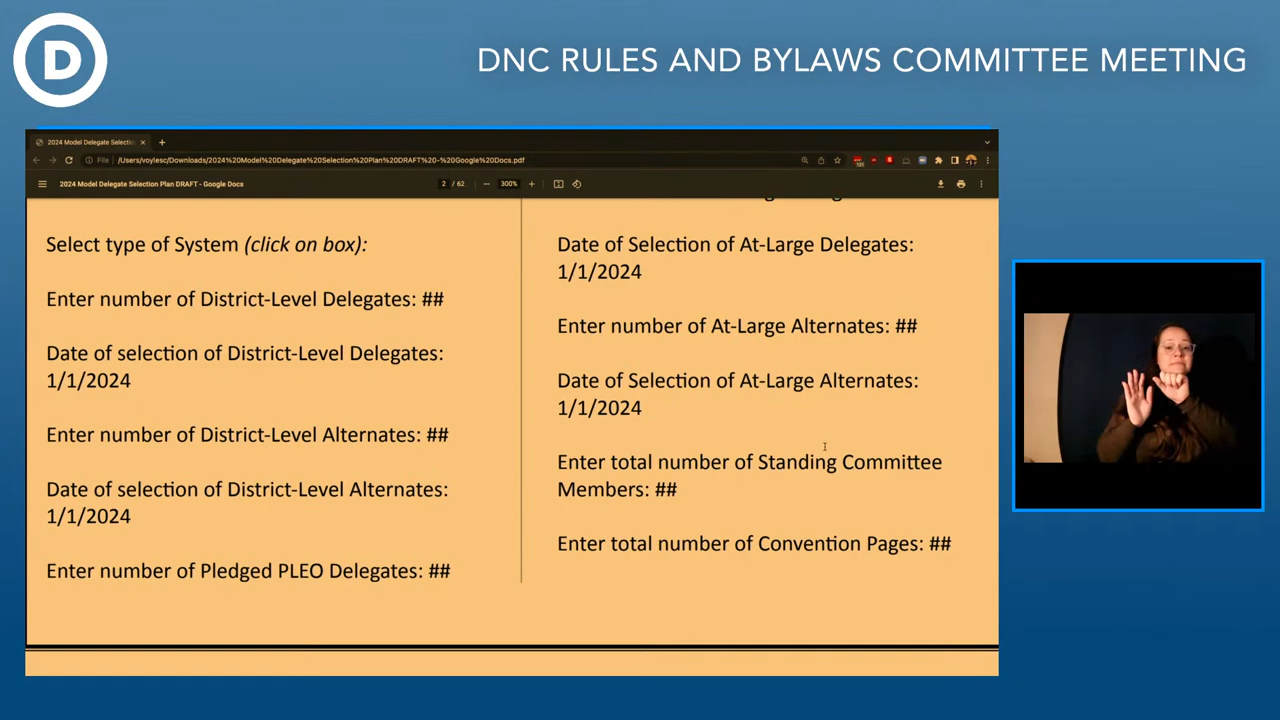 D
DNC RULES AND BYLAWS COMMITTEE MEETING
2024 Model Delegate Selectio
File
/Users/voylesc/Downloads/2024%20Model%20Delegate%20Selection%20Plan%20DRAFT%20-%20Google%20Docs.pdf
2024 Model Delegate Selection Plan DRAFT - Google Docs
2 / 62
300%
Select type of System (click on box):
Enter number of District-Level Delegates: ##
Date of selection of District-Level Delegates:
1/1/2024
Enter number of District-Level Alternates: ##
Date of selection of District-Level Alternates:
1/1/2024
Enter number of Pledged PLEO Delegates: ##
Date of Selection of At-Large Delegates:
1/1/2024
Enter number of At-Large Alternates: ##
Date of Selection of At-Large Alternates:
1/1/2024
Enter total number of Standing Committee
Members: ##
Enter total number of Convention Pages: ##